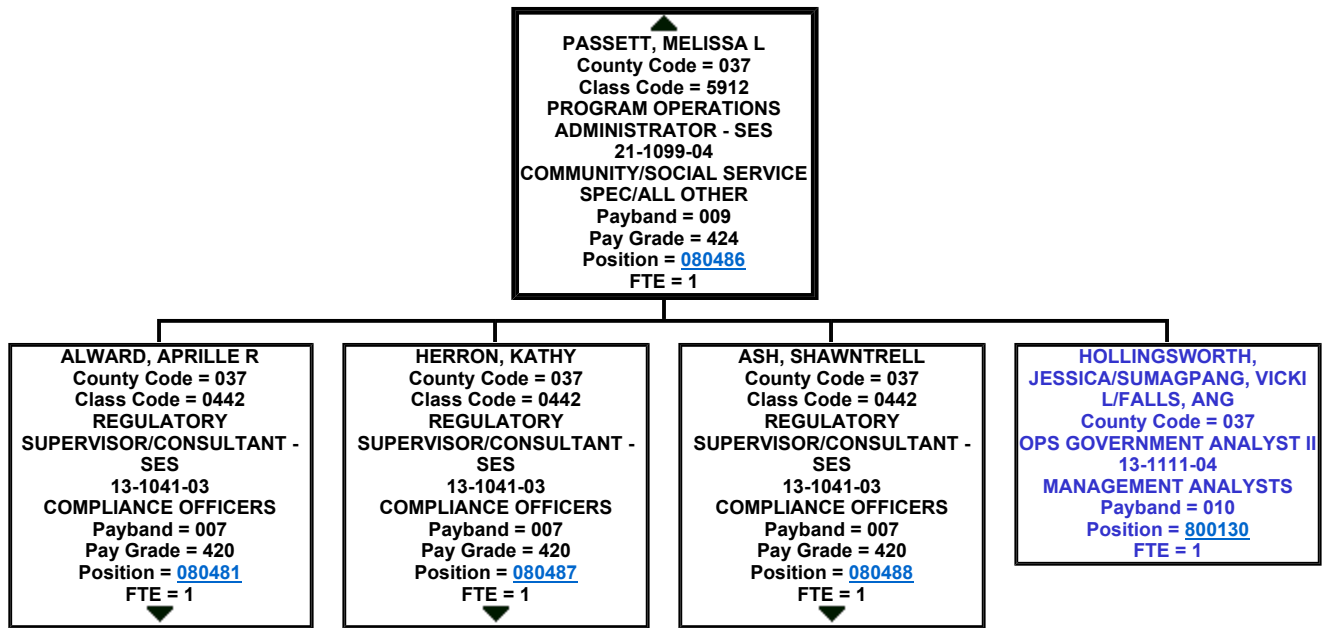 PASSETT, MELISSA L
County Code = 037
Class Code = 5912
PROGRAM OPERATIONS
ADMINISTRATOR - SES
21-1099-04
COMMUNITY/SOCIAL SERVICE
SPEC/ALL OTHER
Payband = 009
Pay Grade = 424
Position = 080486
FTE = 1
ALWARD, APRILLE R
County Code = 037
Class Code = 0442
REGULATORY
SUPERVISOR/CONSULTANT -
SES
13-1041-03
COMPLIANCE OFFICERS
Payband = 007
Pay Grade = 420
Position = 080481
FTE = 1
HERRON, KATHY
County Code = 037
Class Code = 0442
REGULATORY
SUPERVISOR/CONSULTANT -
SES
13-1041-03
COMPLIANCE OFFICERS
Payband = 007
Pay Grade = 420
Position = 080487
FTE = 1
ASH, SHAWNTRELL
County Code = 037
Class Code = 0442
REGULATORY
SUPERVISOR/CONSULTANT -
SES
13-1041-03
COMPLIANCE OFFICERS
Payband = 007
Pay Grade = 420
Position = 080488
FTE = 1
HOLLINGSWORTH,
JESSICA/SUMAGPANG, VICKI
L/FALLS, ANG
County Code = 037
OPS GOVERNMENT ANALYST II
13-1111-04
MANAGEMENT ANALYSTS
Payband = 010
Position = 800130
FTE = 1